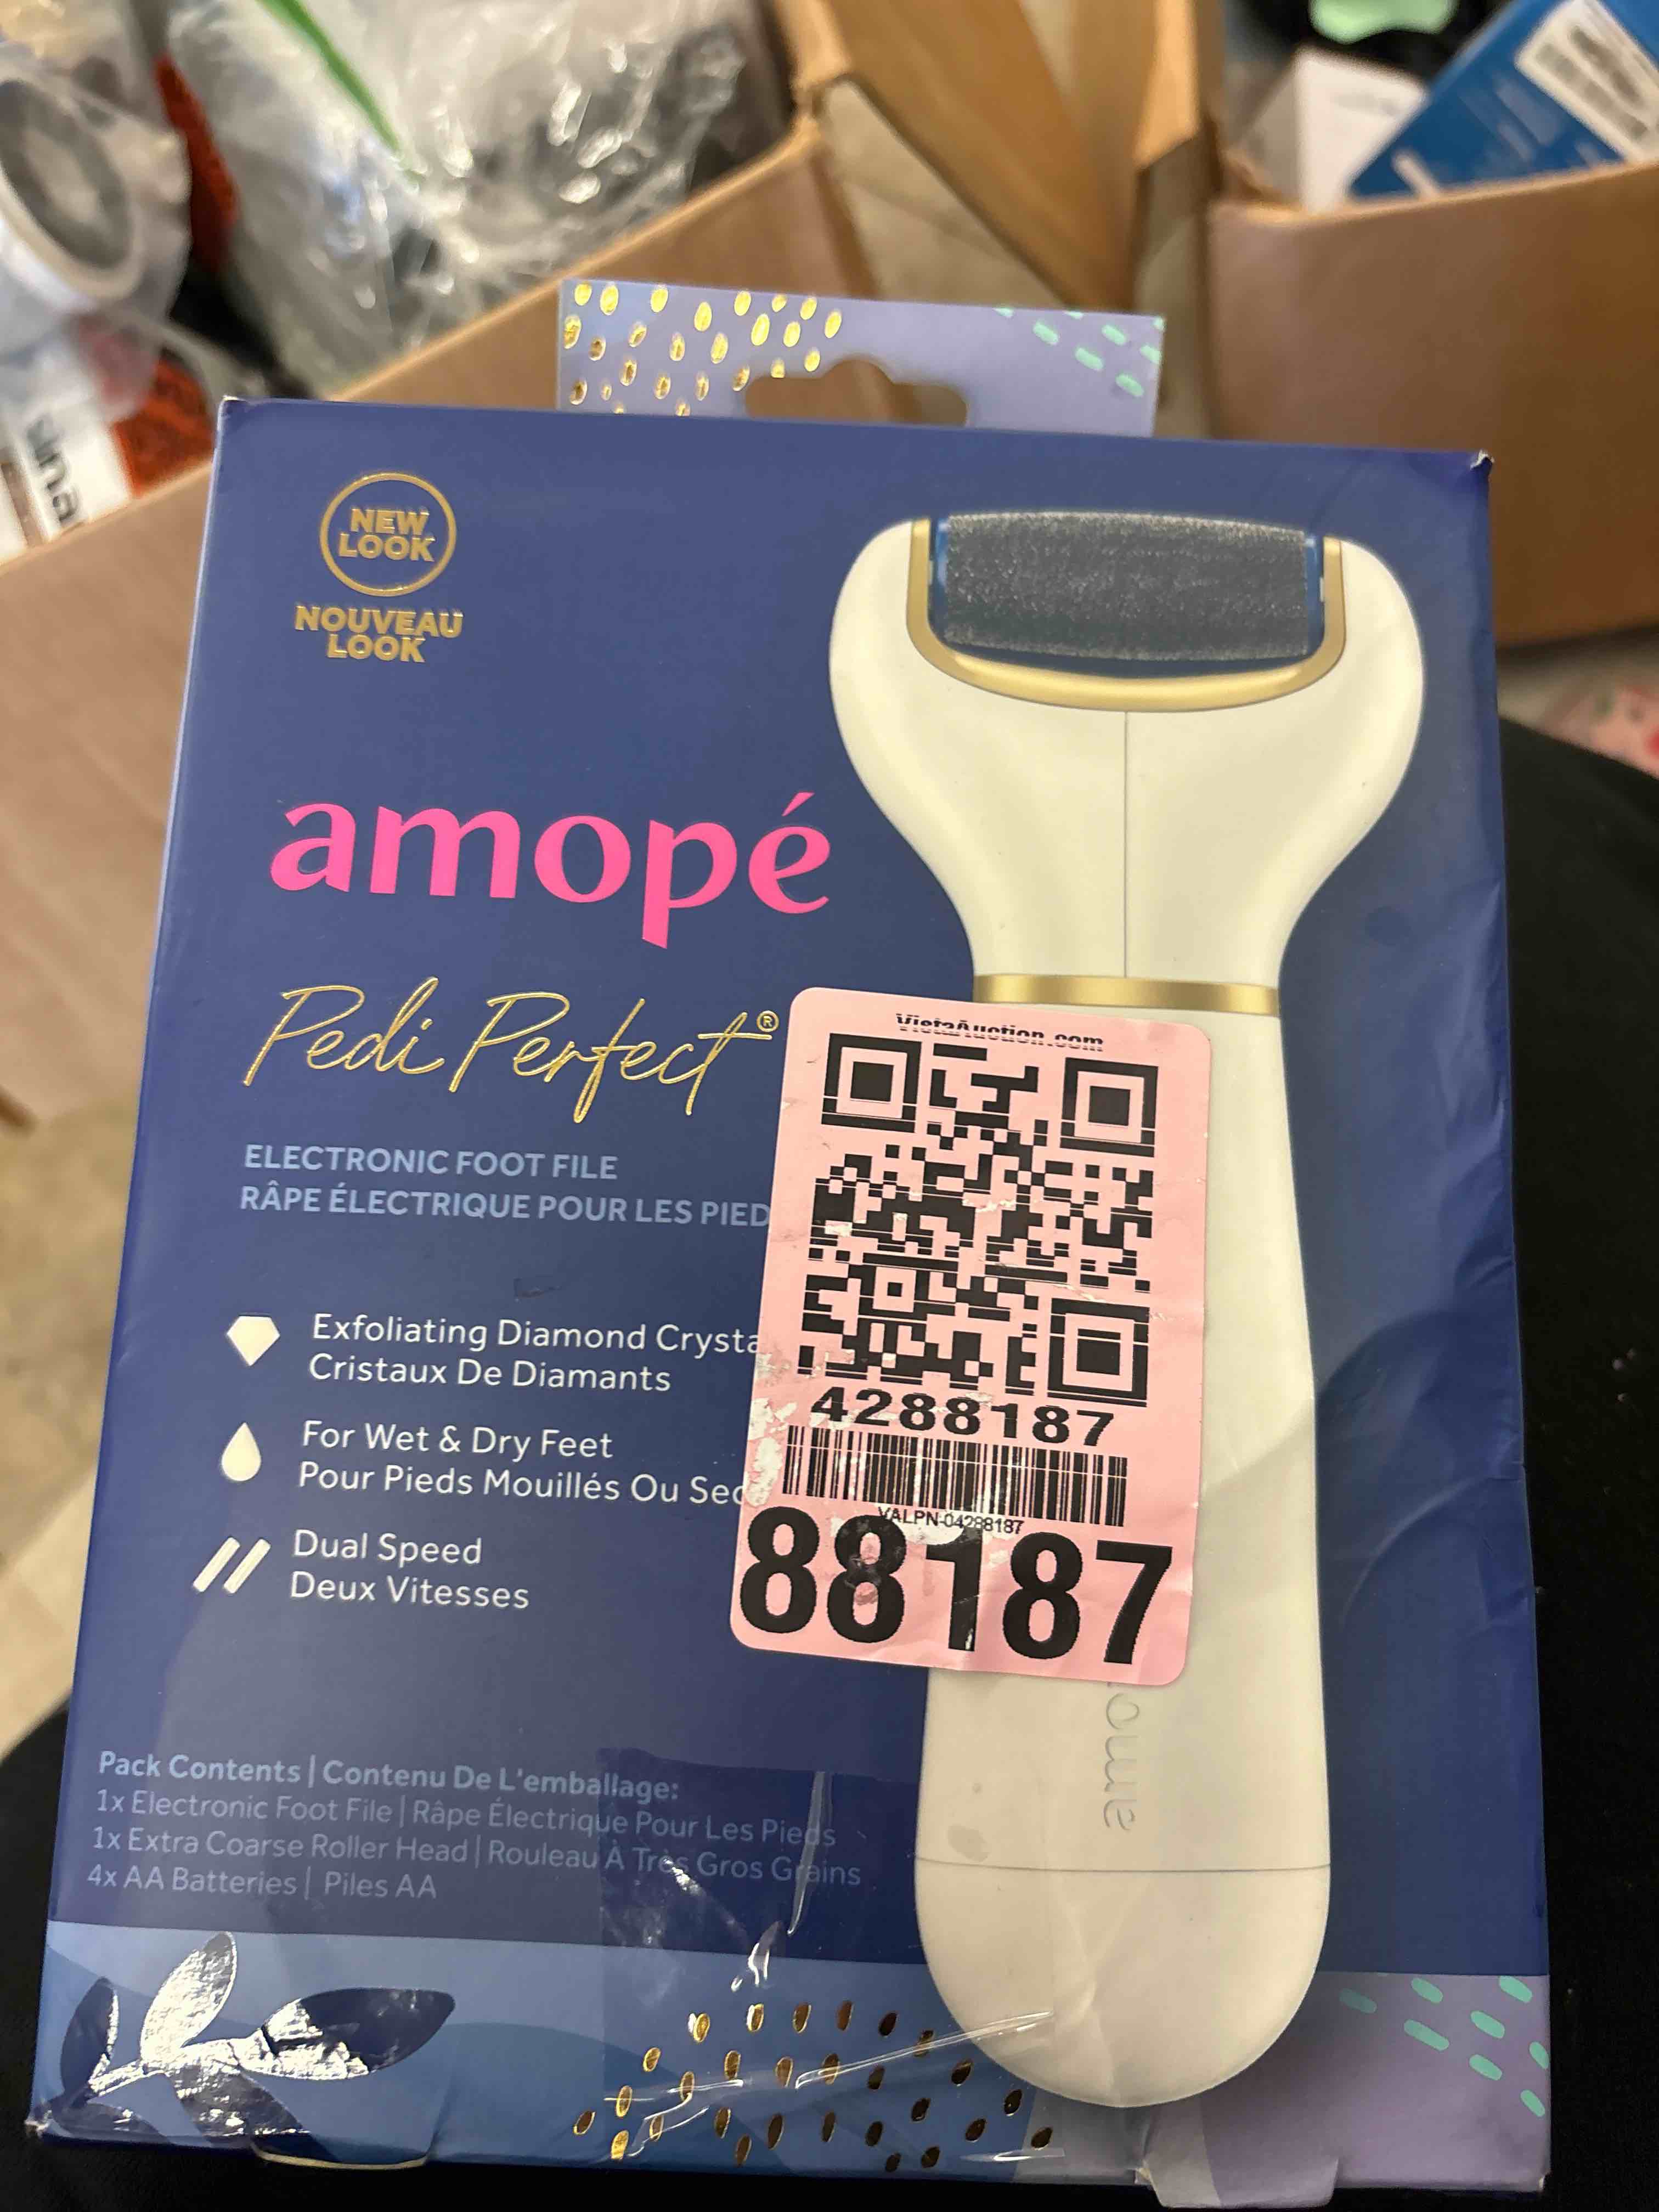 sina
NEW
LOOK
NOUVEAU
LOOK
amopé
Pedi Perfect®
ELECTRONIC FOOT FILE
RÂPE ÉLECTRIQUE POUR LES PIED
Exfoliating Diamond Crysta
Cristaux De Diamants
For Wet & Dry Feet
Pour Pieds Mouillés Ou Sec
Dual Speed
Deux Vitesses
VistaAuction.com
4288187
VALPN-04288187
88187
amo
Pack Contents | Contenu De L'emballage:
1x Electronic Foot File | Râpe Électrique Pour Les Pieds
1x Extra Coarse Roller Head | Rouleau À Très Gros Grains
4x AA Batteries | Piles AA